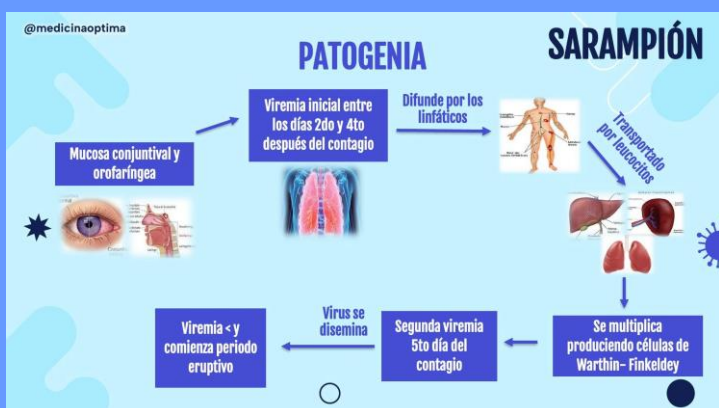 @medicinaoptima
PATOGENIA
SARAMPIÓN
Mucosa conjuntival y
orofaríngea
Viremia inicial entre
los días 2do y 4to
después del contagio
Difunde por los
linfáticos
Transportado
por leucocitos
Se multiplica
produciendo células de
Warthin- Finkeldey
Segunda viremia
5to día del
contagio
Virus se
disemina
Viremia < y
comienza periodo
eruptivo